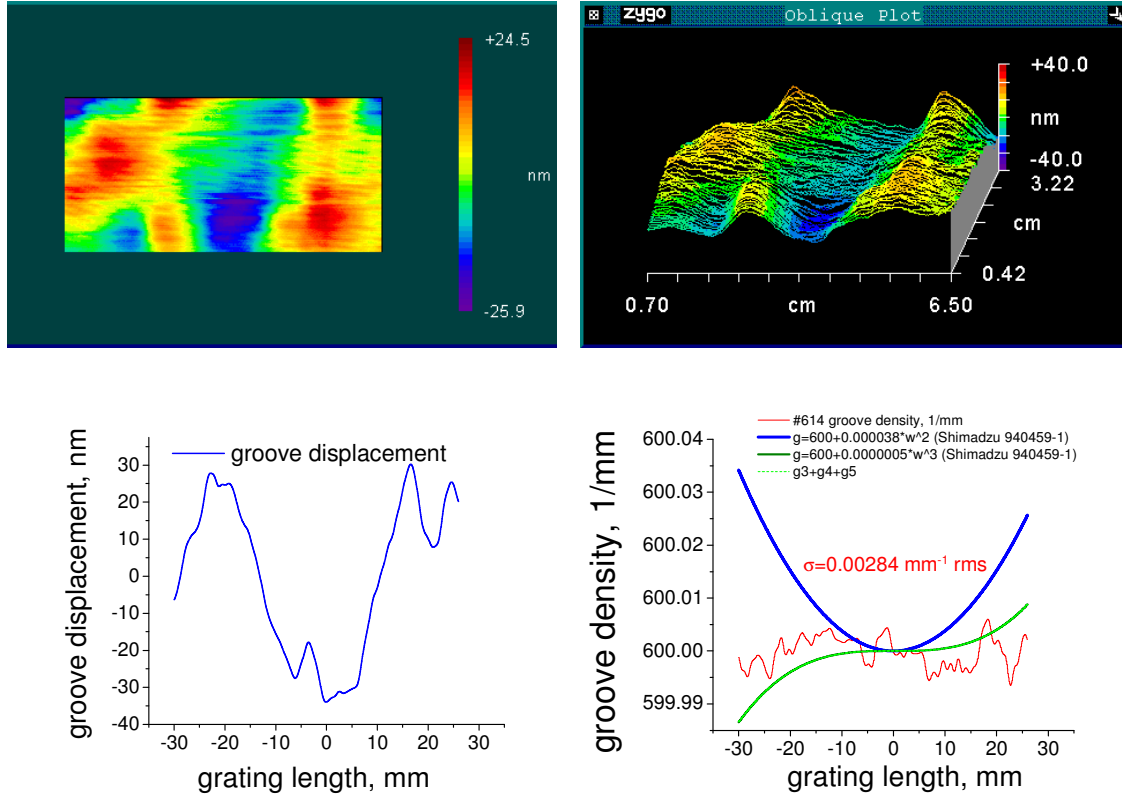 +24.5
nm
-25.9
zygo
Oblique Plot
+40.0
nm
-40.0
3.22
cm
0.42
0.70 cm 6.50
groove displacement, nm
30
20
10
0
-10
-20
-30
-40
groove displacement
-30 -20 -10 0 10 20 30
grating length, mm
groove density, 1/mm
600.04
600.03
600.02
600.01
600.00
599.99
#614 groove density, 1/mm
g=600+0.000038*w^2 (Shimadzu 940459-1)
g=600+0.0000005*w^3 (Shimadzu 940459-1)
g3+g4+g5
σ=0.00284 mm⁻¹ rms
-30 -20 -10 0 10 20 30
grating length, mm